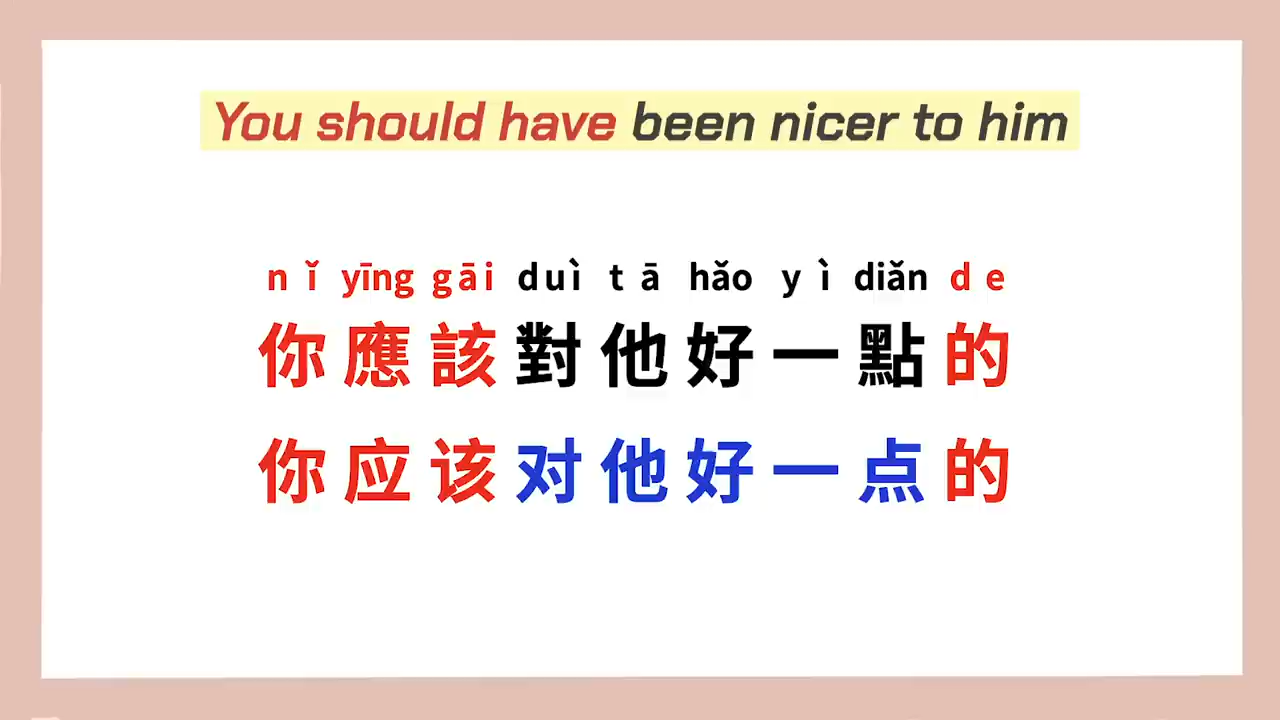 You should have been nicer to him
nǐ yīng gāi duì tā hǎo yì diǎn de
你應該對他好一點的
你应该对他好一点的